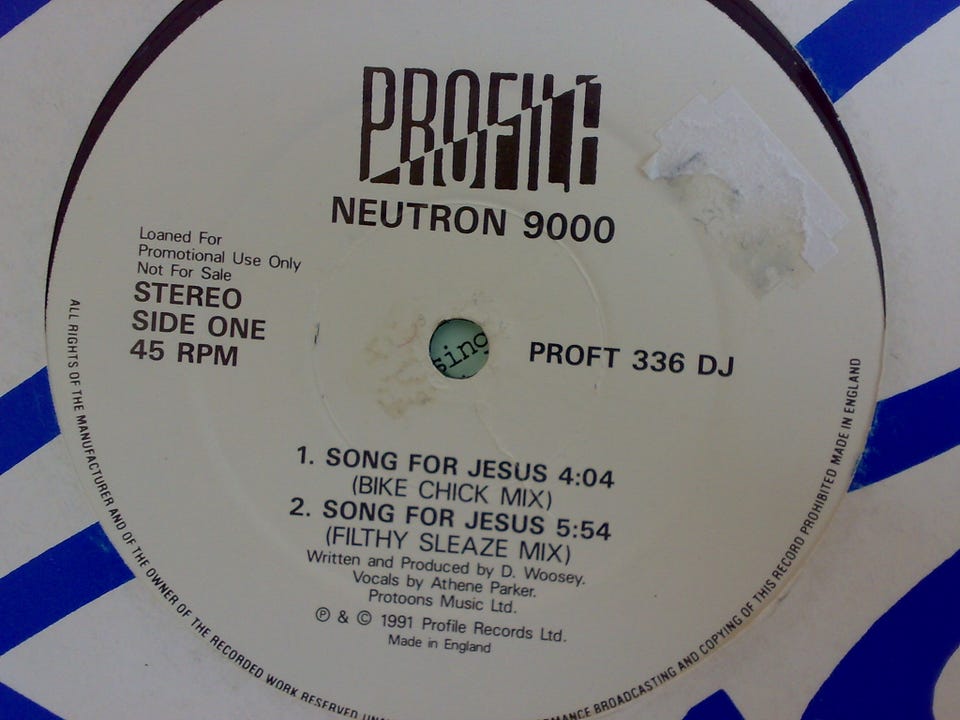 PROFILE
NEUTRON 9000
Loaned For
Promotional Use Only
Not For Sale
STEREO
SIDE ONE
45 RPM
sing
PROFT 336 DJ
1. SONG FOR JESUS 4:04
(BIKE CHICK MIX)
2. SONG FOR JESUS 5:54
(FILTHY SLEAZE MIX)
Written and Produced by D. Woosey.
Vocals by Athene Parker.
Protoons Music Ltd.
℗ & © 1991 Profile Records Ltd.
Made in England
ALL RIGHTS OF THE MANUFACTURER AND OF THE OWNER OF THE RECORDED WORK RESERVED
BROADCASTING AND COPYING OF THIS RECORD PROHIBITED MADE IN ENGLAND